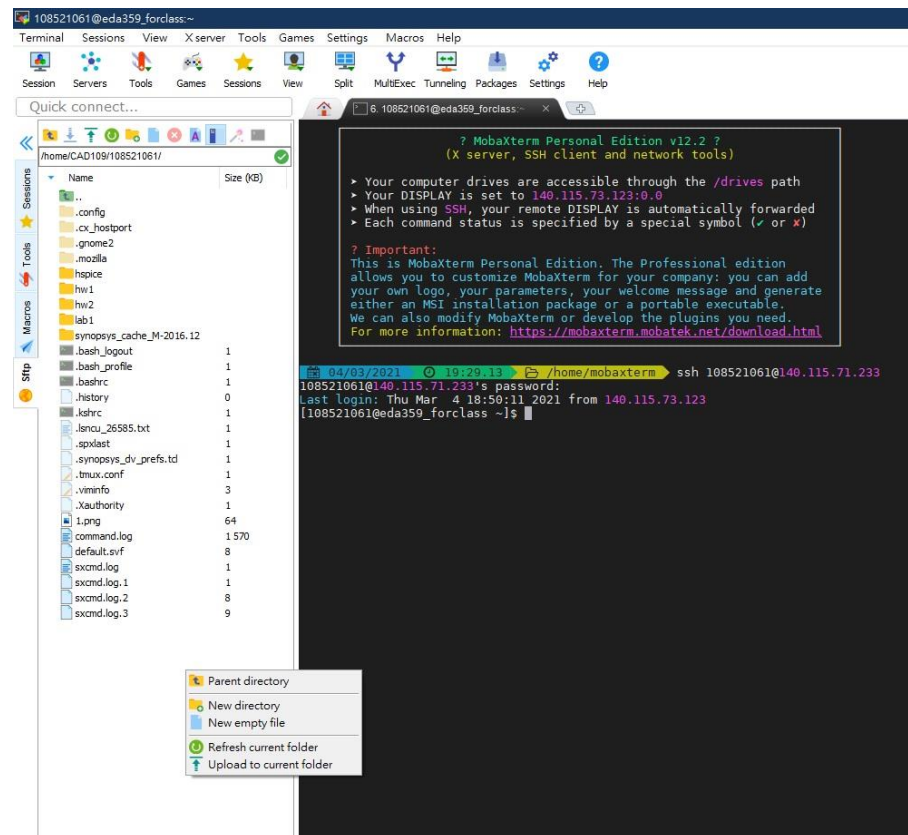 108521061@eda359_forclass:~
Terminal Sessions View X server Tools Games Settings Macros Help
Session Servers Tools Games Sessions View Split MultiExec Tunneling Packages Settings Help
Quick connect...
6. 108521061@eda359_forclass:~
/home/CAD109/108521061/
Name Size (KB)
..
.config
.cx_hostport
.gnome2
.mozilla
hspice
hw1
hw2
lab1
synopsys_cache_M-2016.12
.bash_logout 1
.bash_profile 1
.bashrc 1
.history 0
.kshrc 1
.lsncu_26585.txt 1
.spxlast 1
.synopsys_dv_prefs.tcl 1
.tmux.conf 1
.viminfo 3
.Xauthority 1
1.png 64
command.log 1 570
default.svf 8
sxcmd.log 1
sxcmd.log.1 1
sxcmd.log.2 8
sxcmd.log.3 9
Sessions
Tools
Macros
Sftp
Parent directory
New directory
New empty file
Refresh current folder
Upload to current folder
? MobaXterm Personal Edition v12.2 ?
(X server, SSH client and network tools)
➤ Your computer drives are accessible through the /drives path
➤ Your DISPLAY is set to 140.115.73.123:0.0
➤ When using SSH, your remote DISPLAY is automatically forwarded
➤ Each command status is specified by a special symbol (✔ or ✘)
? Important:
This is MobaXterm Personal Edition. The Professional edition
allows you to customize MobaXterm for your company: you can add
your own logo, your parameters, your welcome message and generate
either an MSI installation package or a portable executable.
We can also modify MobaXterm or develop the plugins you need.
For more information: https://mobaxterm.mobatek.net/download.html
04/03/2021 19:29.13 /home/mobaxterm ssh 108521061@140.115.71.233
108521061@140.115.71.233's password:
Last login: Thu Mar  4 18:50:11 2021 from 140.115.73.123
[108521061@eda359_forclass ~]$